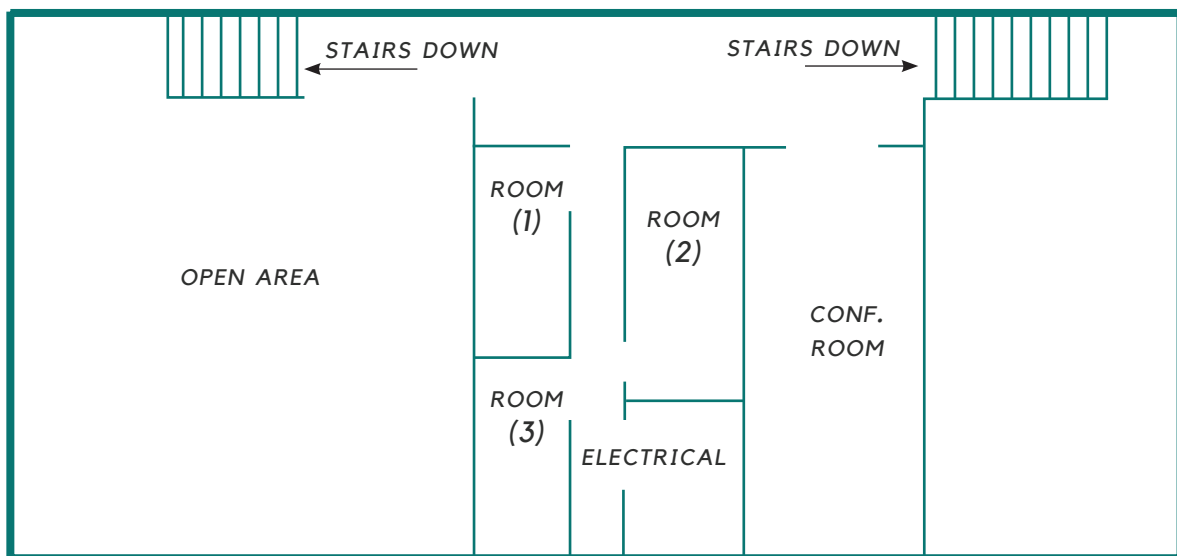 STAIRS DOWN
STAIRS DOWN
ROOM
(1)
ROOM
(2)
OPEN AREA
CONF.
ROOM
ROOM
(3)
ELECTRICAL